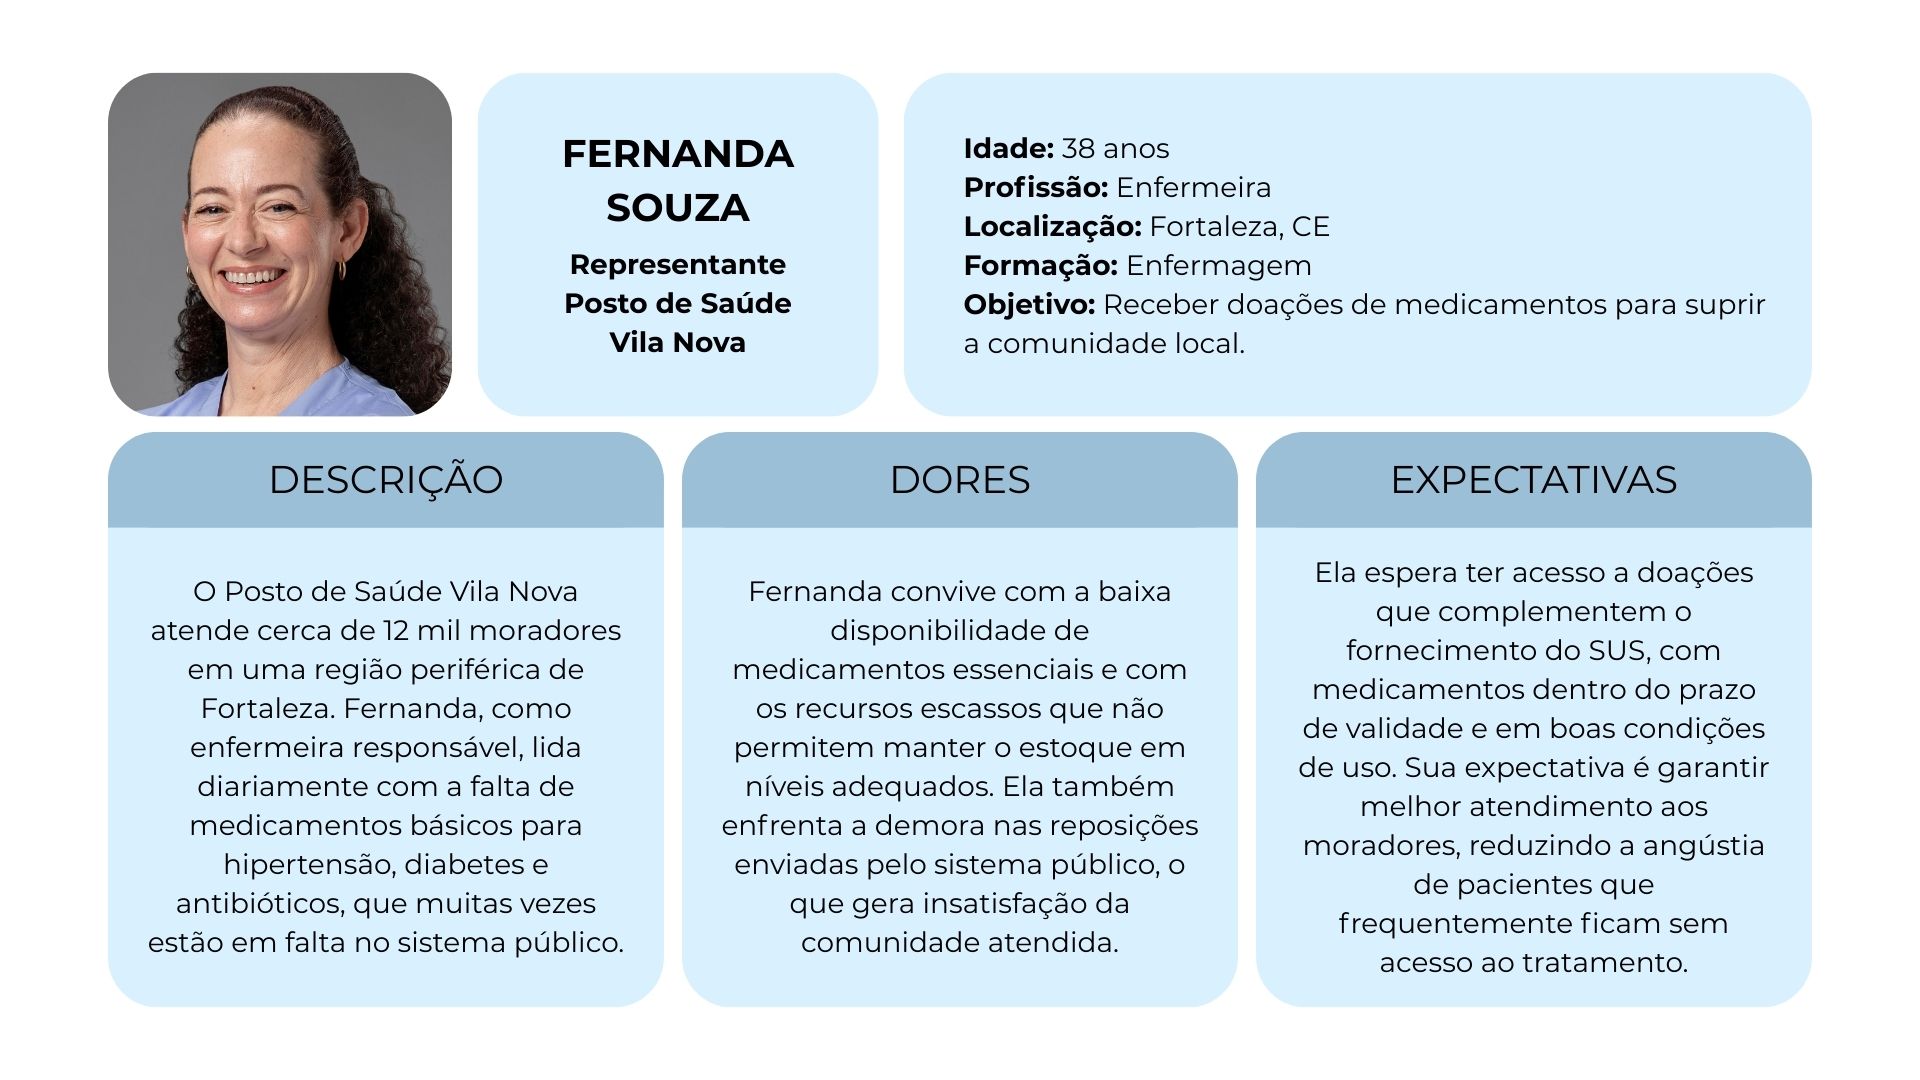 FERNANDA
SOUZA
Representante
Posto de Saúde
Vila Nova
Idade: 38 anos
Profissão: Enfermeira
Localização: Fortaleza, CE
Formação: Enfermagem
Objetivo: Receber doações de medicamentos para suprir
a comunidade local.
DESCRIÇÃO
O Posto de Saúde Vila Nova
atende cerca de 12 mil moradores
em uma região periférica de
Fortaleza. Fernanda, como
enfermeira responsável, lida
diariamente com a falta de
medicamentos básicos para
hipertensão, diabetes e
antibióticos, que muitas vezes
estão em falta no sistema público.
DORES
Fernanda convive com a baixa
disponibilidade de
medicamentos essenciais e com
os recursos escassos que não
permitem manter o estoque em
níveis adequados. Ela também
enfrenta a demora nas reposições
enviadas pelo sistema público, o
que gera insatisfação da
comunidade atendida.
EXPECTATIVAS
Ela espera ter acesso a doações
que complementem o
fornecimento do SUS, com
medicamentos dentro do prazo
de validade e em boas condições
de uso. Sua expectativa é garantir
melhor atendimento aos
moradores, reduzindo a angústia
de pacientes que
frequentemente ficam sem
acesso ao tratamento.